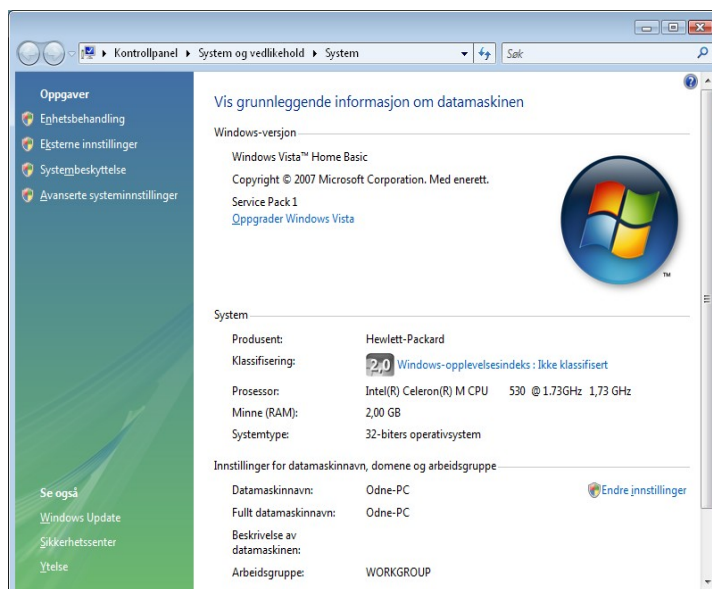 Kontrollpanel ▸ System og vedlikehold ▸ System
Søk
Oppgaver
Enhetsbehandling
Eksterne innstillinger
Systembeskyttelse
Avanserte systeminnstillinger
Se også
Windows Update
Sikkerhetssenter
Ytelse
Vis grunnleggende informasjon om datamaskinen
Windows-versjon
Windows Vista™ Home Basic
Copyright © 2007 Microsoft Corporation. Med enerett.
Service Pack 1
Oppgrader Windows Vista
TM
System
Produsent: Hewlett-Packard
Klassifisering: 2,0 Windows-opplevelsesindeks : Ikke klassifisert
Prosessor: Intel(R) Celeron(R) M CPU 530 @ 1.73GHz 1,73 GHz
Minne (RAM): 2,00 GB
Systemtype: 32-biters operativsystem
Innstillinger for datamaskinnavn, domene og arbeidsgruppe
Datamaskinnavn: Odne-PC Endre innstillinger
Fullt datamaskinnavn: Odne-PC
Beskrivelse av
datamaskinen:
Arbeidsgruppe: WORKGROUP